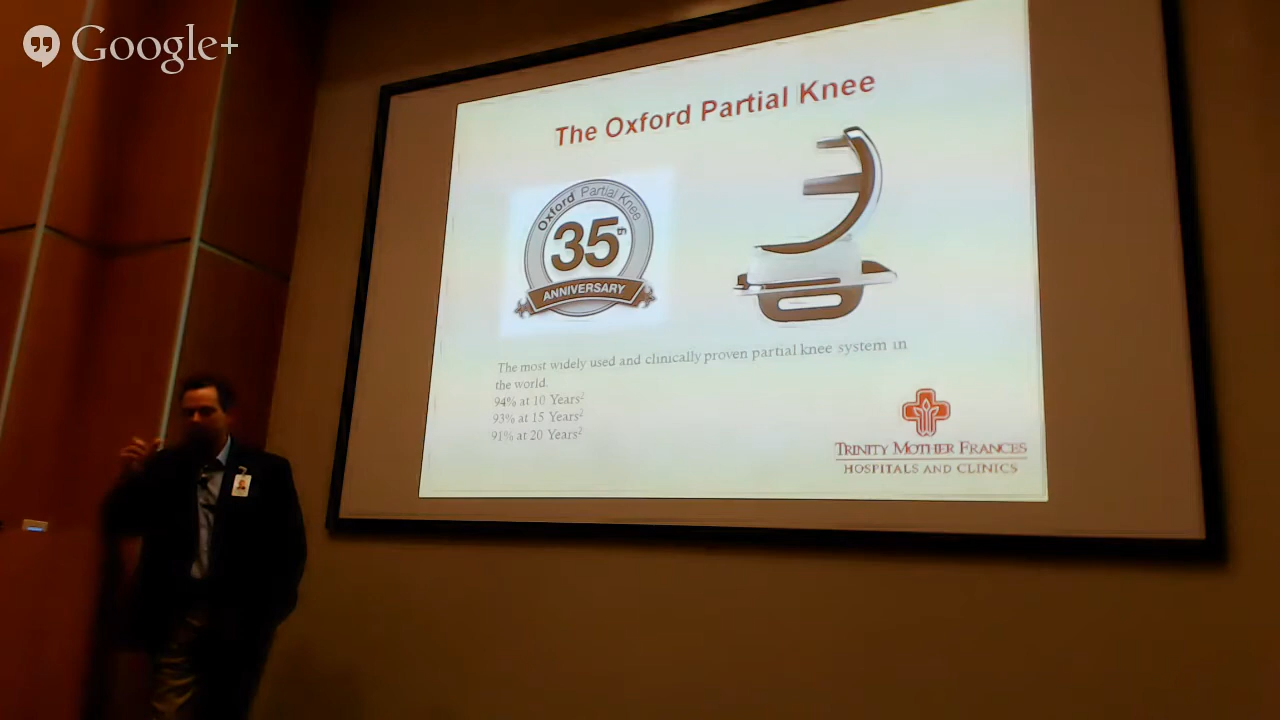 Google+
The Oxford Partial Knee
Oxford Partial Knee
35th
ANNIVERSARY
The most widely used and clinically proven partial knee system in
the world.
94% at 10 Years²
93% at 15 Years²
91% at 20 Years²
TRINITY MOTHER FRANCES
HOSPITALS AND CLINICS